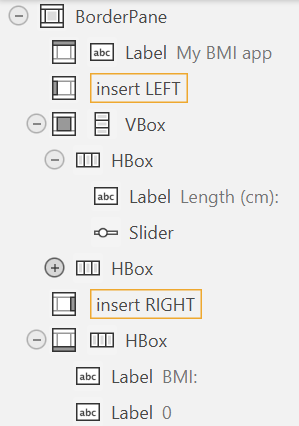 BorderPane
abc Label My BMI app
insert LEFT
VBox
HBox
abc Label Length (cm):
Slider
HBox
insert RIGHT
HBox
abc Label BMI:
abc Label 0